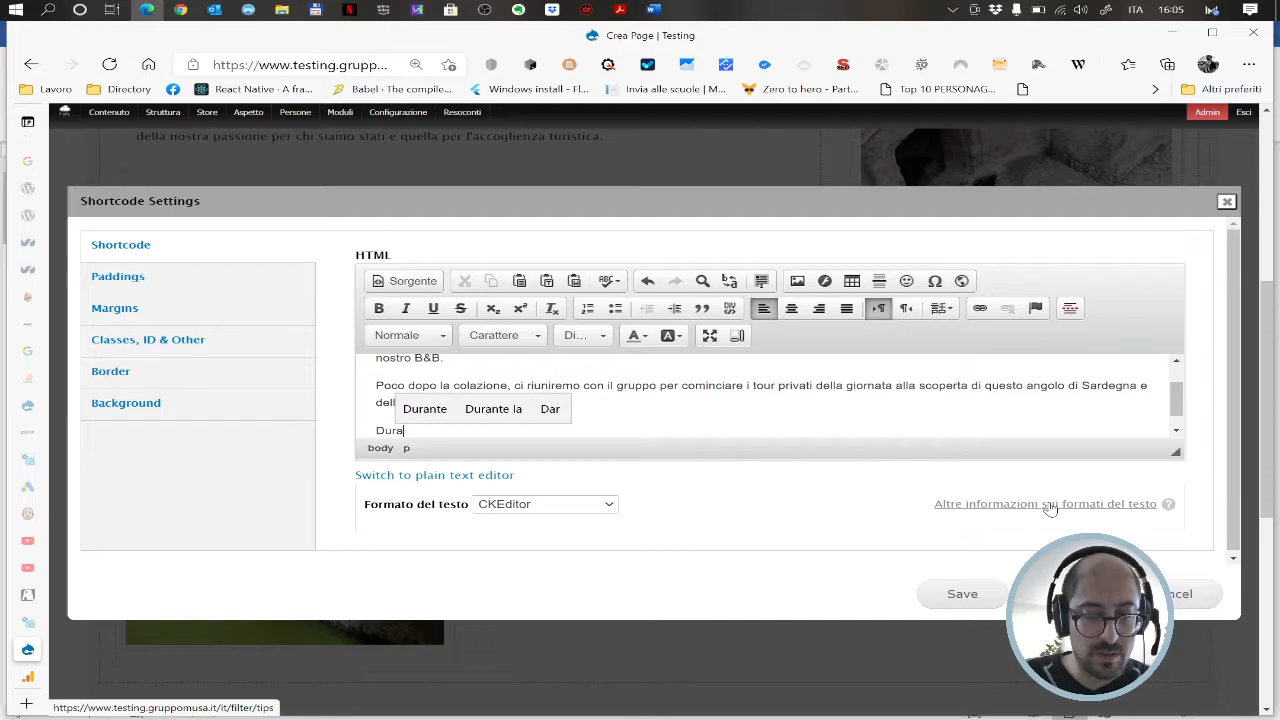 ITA 16:05
Crea Page | Testing
https://www.testing.grupp...
Lavoro Directory React Native · A fra... Babel · The compile... Windows install - Fl... Invia alle scuole | M... Zero to hero - Part... Top 10 PERSONAG... Altri preferiti
Contenuto Struttura Store Aspetto Persone Moduli Configurazione Resoconti Admin Esci
della nostra passione per chi siamo stati e quella per l'accoglienza turistica.
Shortcode Settings
Shortcode
Paddings
Margins
Classes, ID & Other
Border
Background
HTML
Sorgente
Normale Carattere Di...
nostro B&B.
Poco dopo la colazione, ci riuniremo con il gruppo per cominciare i tour privati della giornata alla scoperta di questo angolo di Sardegna e
dell
Durante Durante la Dar
Dura
body p
Switch to plain text editor
Formato del testo CKEditor Altre informazioni sui formati del testo
Save ncel
https://www.testing.gruppomusa.it/it/filter/tips